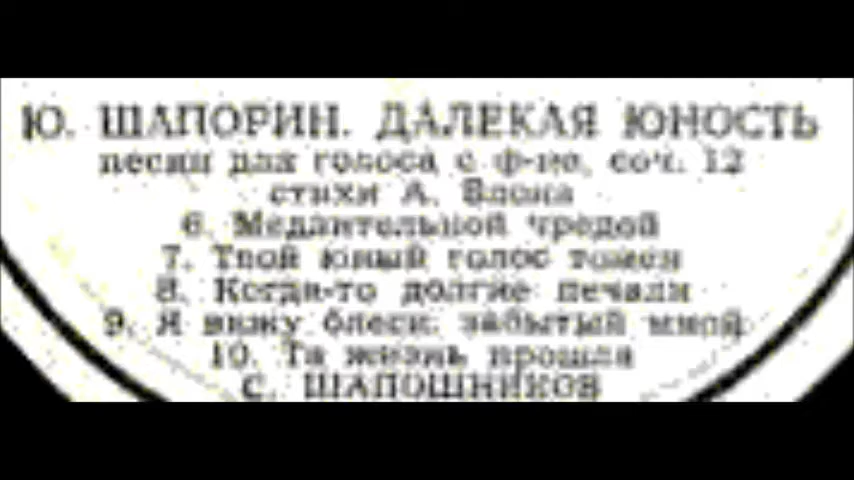 Ю. ШАПОРИН. ДАЛЕКАЯ ЮНОСТЬ
песни для голоса с ф-но, соч. 12
стихи А. Блока
6. Медлительной чредой
7. Твой юный голос томен
8. Когда-то долгие печали
9. Я вижу блеск, забытый мной
10. Та жизнь прошла
С. ШАПОШНИКОВ